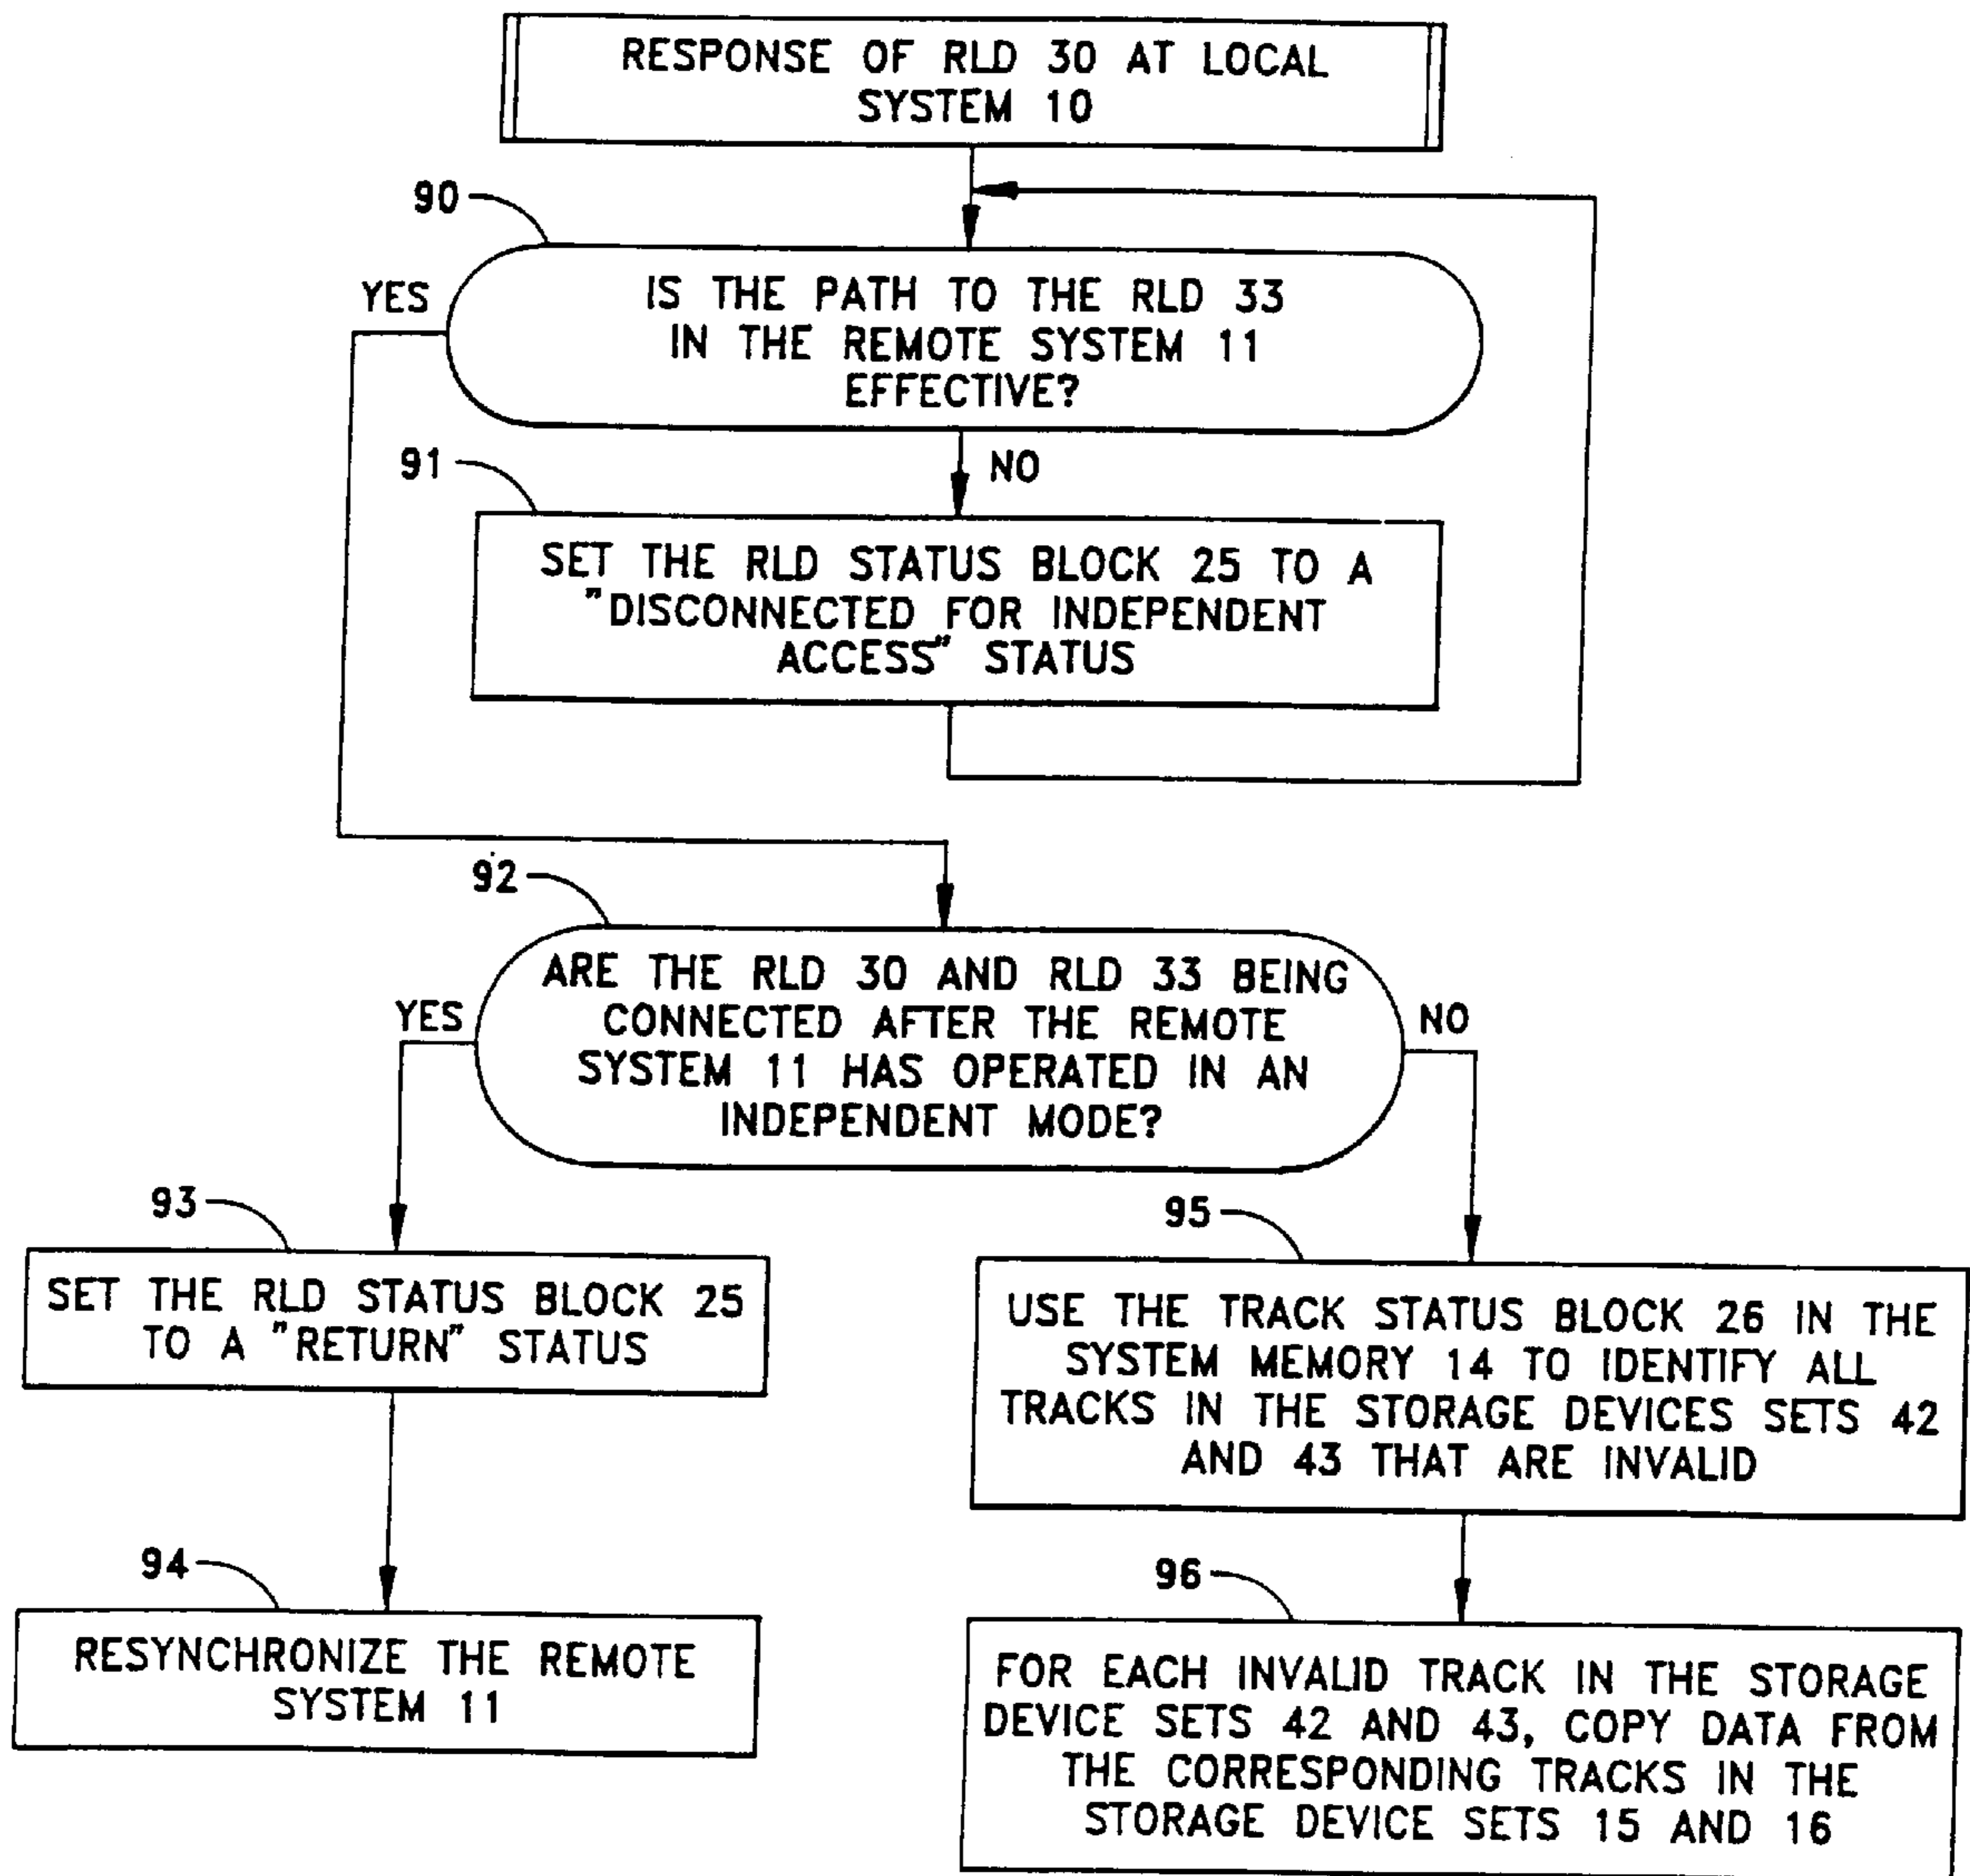 RESPONSE OF RLD 30 AT LOCAL
SYSTEM 10
90
YES
IS THE PATH TO THE RLD 33
IN THE REMOTE SYSTEM 11
EFFECTIVE?
91
NO
SET THE RLD STATUS BLOCK 25 TO A
"DISCONNECTED FOR INDEPENDENT
ACCESS" STATUS
92
ARE THE RLD 30 AND RLD 33 BEING
CONNECTED AFTER THE REMOTE
SYSTEM 11 HAS OPERATED IN AN
INDEPENDENT MODE?
YES
NO
93
SET THE RLD STATUS BLOCK 25
TO A "RETURN" STATUS
95
USE THE TRACK STATUS BLOCK 26 IN THE
SYSTEM MEMORY 14 TO IDENTIFY ALL
TRACKS IN THE STORAGE DEVICES SETS 42
AND 43 THAT ARE INVALID
94
RESYNCHRONIZE THE REMOTE
SYSTEM 11
96
FOR EACH INVALID TRACK IN THE STORAGE
DEVICE SETS 42 AND 43, COPY DATA FROM
THE CORRESPONDING TRACKS IN THE
STORAGE DEVICE SETS 15 AND 16